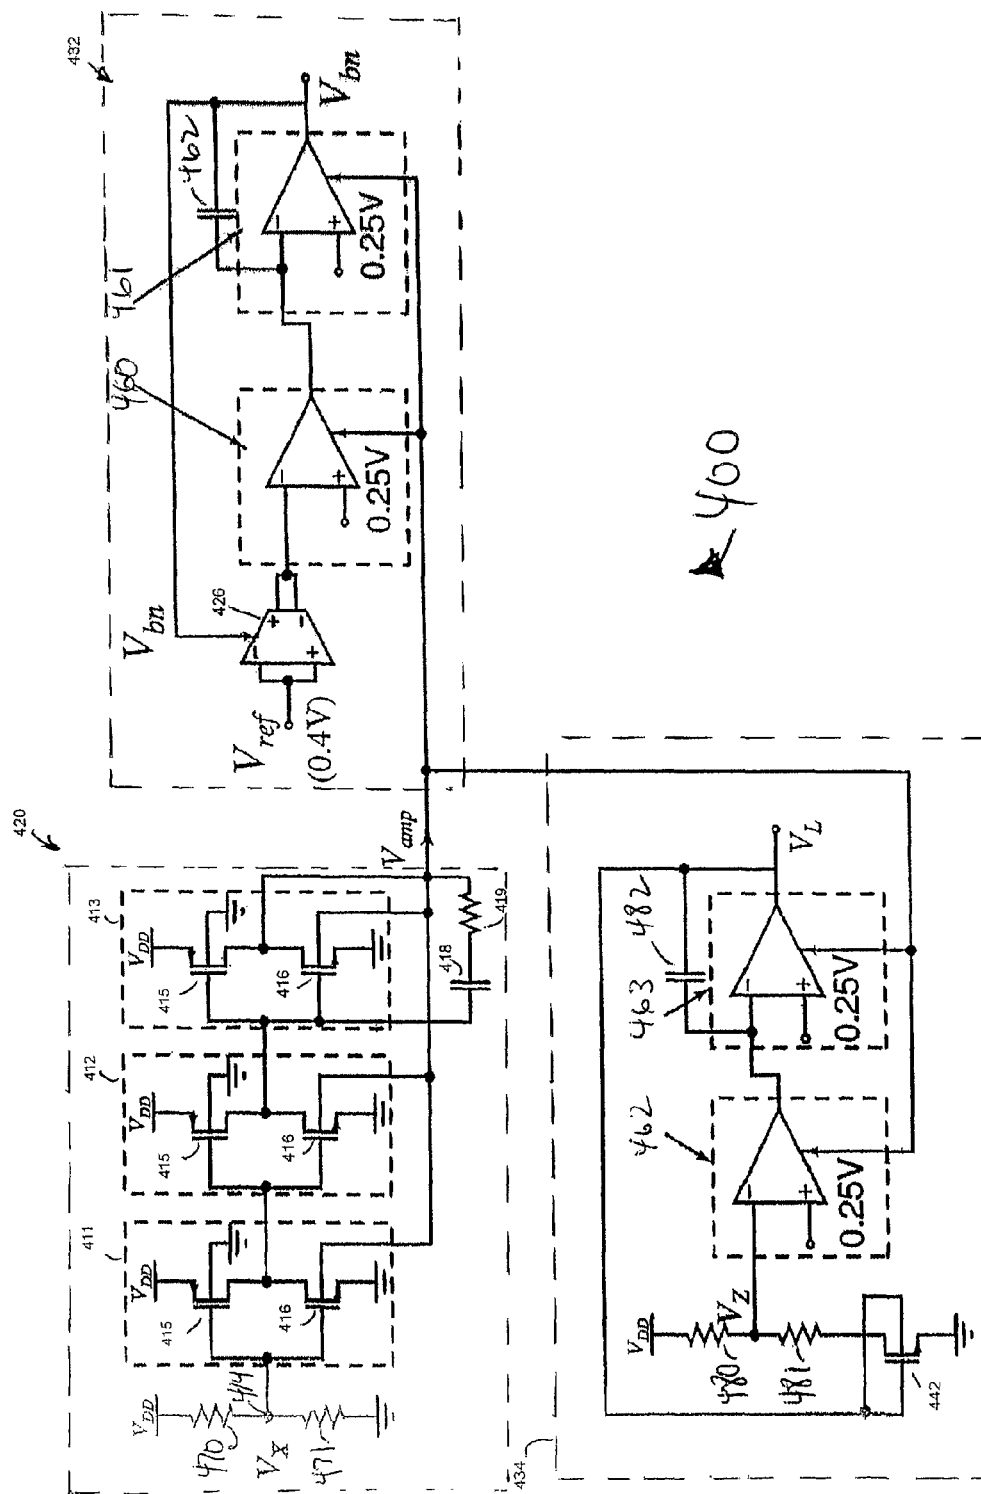 432
V_bn
462
461
0.25V
460
0.25V
V_bn
426
V_ref
(0.4V)
− +
400
420
V_amp
413
V_DD
415
416
418
419
412
V_DD
415
416
411
V_DD
415
416
V_DD
470
414
V_X
471
434
V_L
482
463
0.25V
462
0.25V
V_DD
V_Z
480
481
442